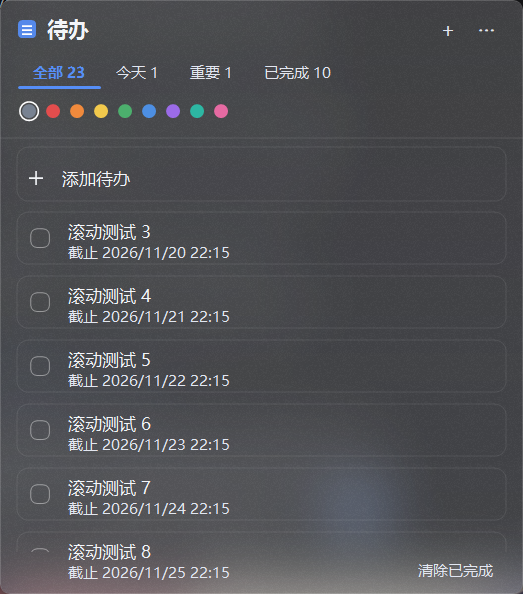 待办
全部 23 今天 1 重要 1 已完成 10
添加待办
滚动测试 3
截止 2026/11/20 22:15
滚动测试 4
截止 2026/11/21 22:15
滚动测试 5
截止 2026/11/22 22:15
滚动测试 6
截止 2026/11/23 22:15
滚动测试 7
截止 2026/11/24 22:15
滚动测试 8
截止 2026/11/25 22:15
清除已完成